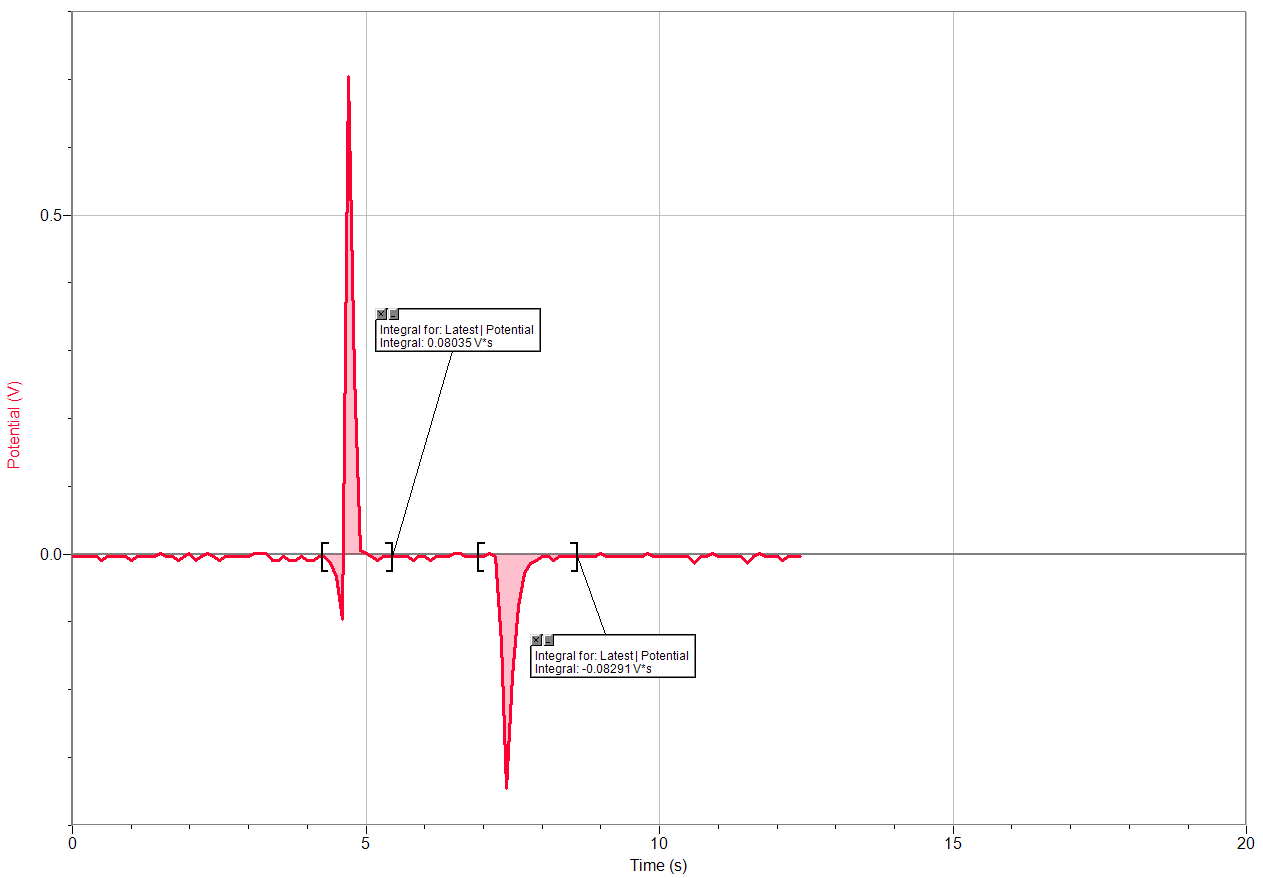 0.5
Integral for: Latest | Potential
Integral: 0.08035 V*s
Potential (V)
0.0
Integral for: Latest | Potential
Integral: -0.08291 V*s
0 5 10 15 20
Time (s)